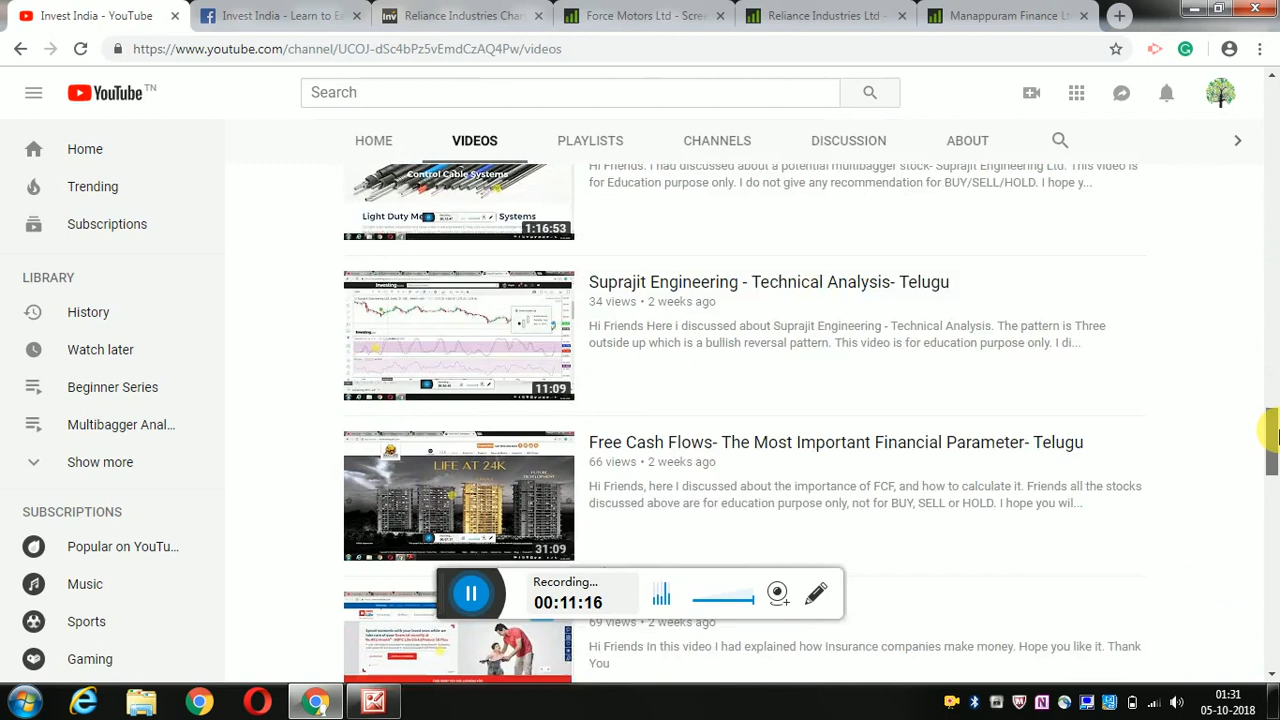 Invest India - YouTube
Invest India - Learn to E
Reliance Industries Cha
Force Motors Ltd - Scre
Reliance Industries Ltd -
Manappuram Finance L
https://www.youtube.com/channel/UCOJ-dSc4bPz5vEmdCzAQ4Pw/videos
YouTube TN
Search
HOME VIDEOS PLAYLISTS CHANNELS DISCUSSION ABOUT
Home
Trending
Subscriptions
LIBRARY
History
Watch later
Beginner Series
Multibagger Anal...
Show more
SUBSCRIPTIONS
Popular on YouTu...
Music
Sports
Gaming
Control Cable Systems
Light Duty Me Systems
1:16:53
Hi Friends. I had discussed about a potential multibagger stock- Suprajit Engineering Ltd. This video is
for Education purpose only. I do not give any recommendation for BUY/SELL/HOLD. I hope y...
Investing
11:09
Suprajit Engineering - Technical Analysis- Telugu
34 views • 2 weeks ago
Hi Friends Here i discussed about Suprajit Engineering - Technical Analysis. The pattern is Three
outside up which is a bullish reversal pattern. This video is for education purpose only. I d...
LIFE AT 24K
31:09
Free Cash Flows- The Most Important Financial Parameter- Telugu
66 views • 2 weeks ago
Hi Friends, here I discussed about the importance of FCF, and how to calculate it. Friends all the stocks
discussed above are for education purpose only, not for BUY, SELL or HOLD. I hope you wil...
Recording...
00:11:16
69 views • 2 weeks ago
Hi friends in this video I had explained how insurance companies make money. Hope you like it. Thank
You
01:31
05-10-2018